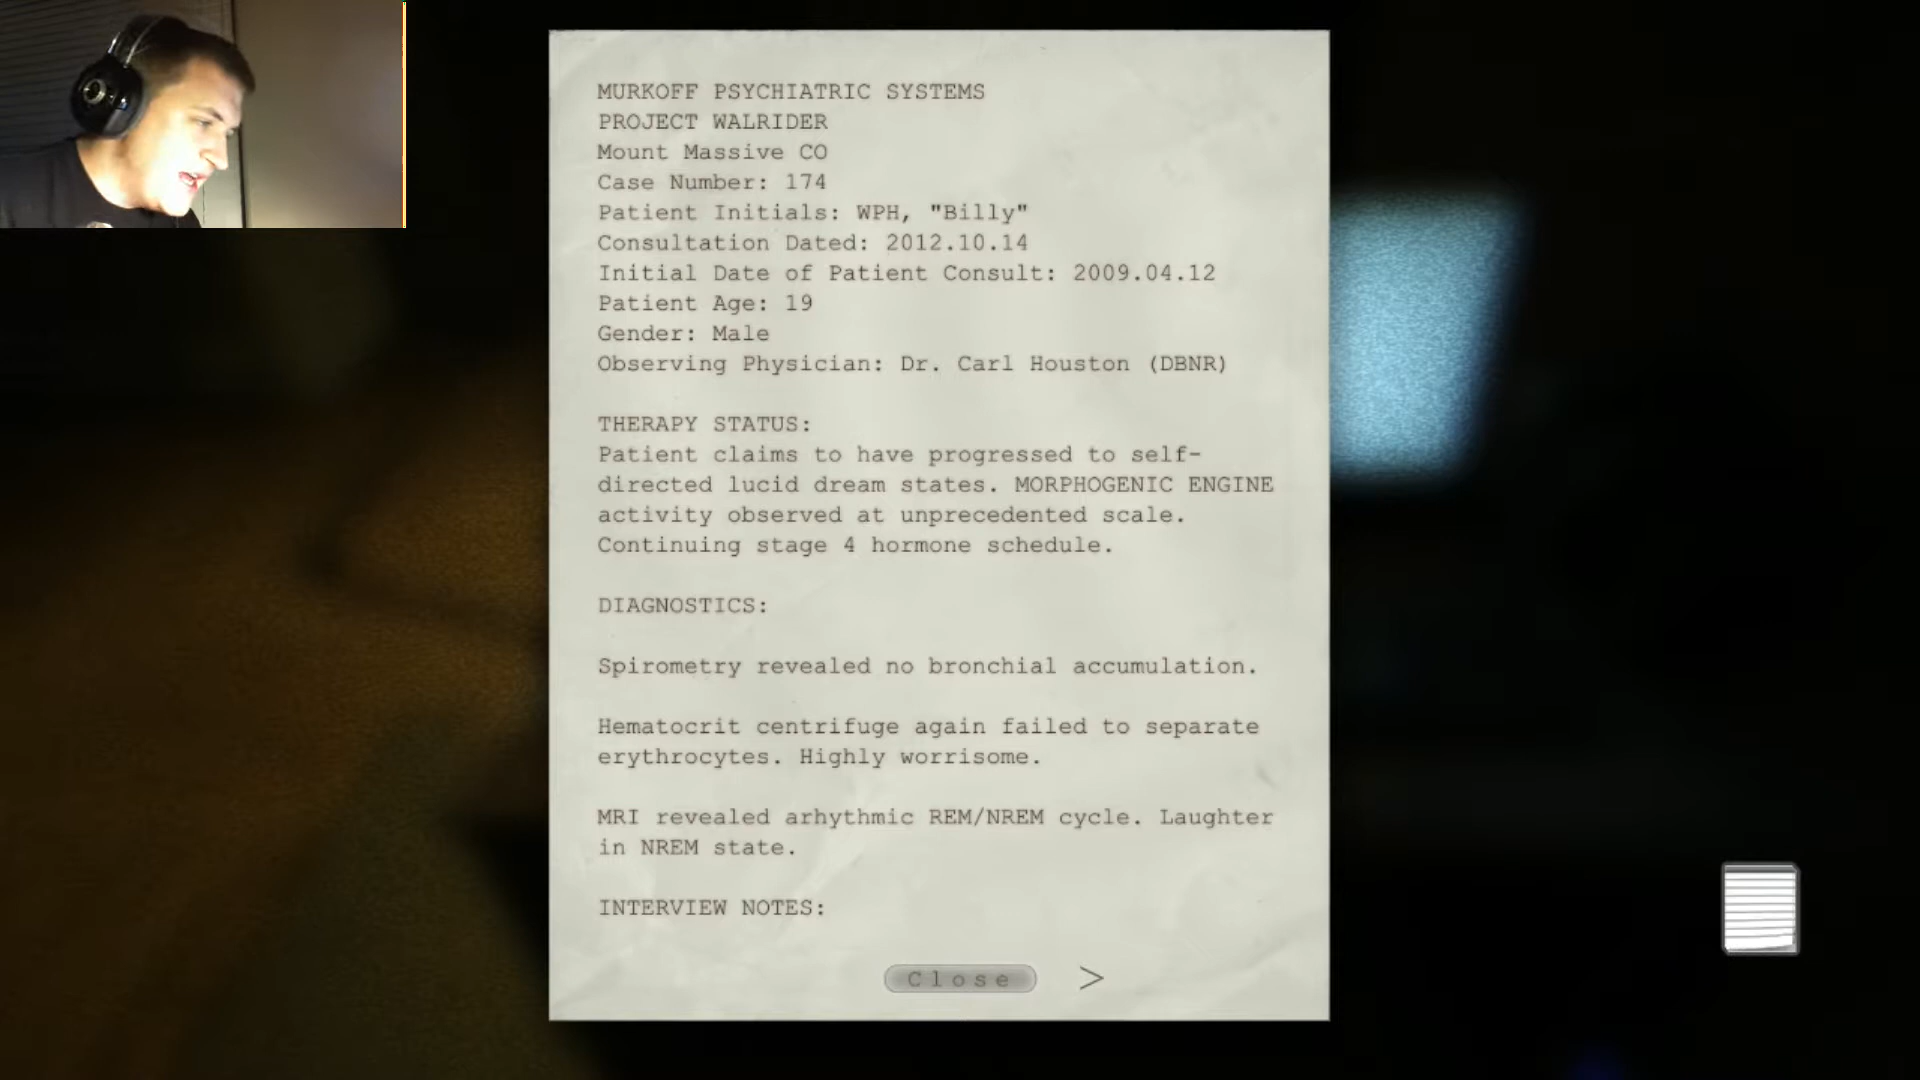 MURKOFF PSYCHIATRIC SYSTEMS
PROJECT WALRIDER
Mount Massive CO
Case Number: 174
Patient Initials: WPH, "Billy"
Consultation Dated: 2012.10.14
Initial Date of Patient Consult: 2009.04.12
Patient Age: 19
Gender: Male
Observing Physician: Dr. Carl Houston (DBNR)
THERAPY STATUS:
Patient claims to have progressed to self-
directed lucid dream states. MORPHOGENIC ENGINE
activity observed at unprecedented scale.
Continuing stage 4 hormone schedule.
DIAGNOSTICS:
Spirometry revealed no bronchial accumulation.
Hematocrit centrifuge again failed to separate
erythrocytes. Highly worrisome.
MRI revealed arhythmic REM/NREM cycle. Laughter
in NREM state.
INTERVIEW NOTES:
Close >